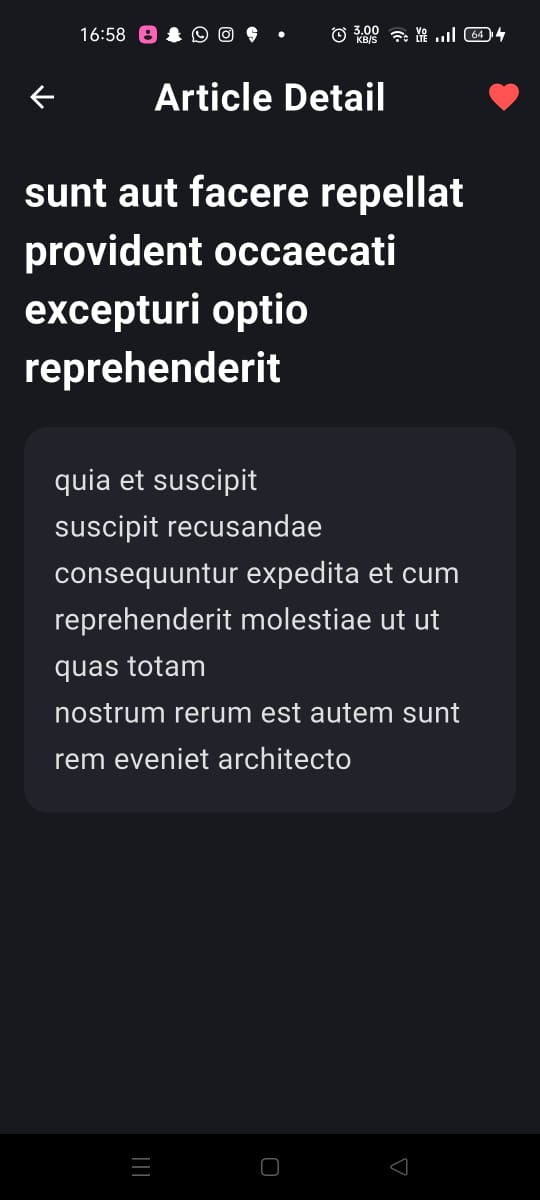 16:58 3.00 KB/S Vo LTE 64
Article Detail
sunt aut facere repellat
provident occaecati
excepturi optio
reprehenderit
quia et suscipit
suscipit recusandae
consequuntur expedita et cum
reprehenderit molestiae ut ut
quas totam
nostrum rerum est autem sunt
rem eveniet architecto